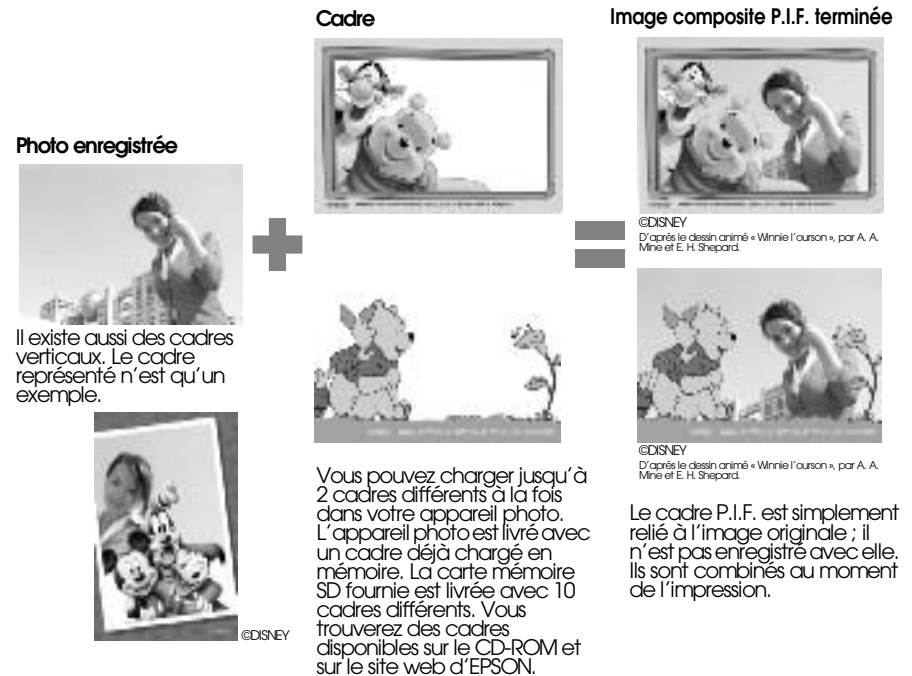 Photo enregistrée
Il existe aussi des cadres
verticaux. Le cadre
représenté n'est qu'un
exemple.
©DISNEY
Cadre
Vous pouvez charger jusqu'à
2 cadres différents à la fois
dans votre appareil photo.
L'appareil photo est livré avec
un cadre déjà chargé en
mémoire. La carte mémoire
SD fournie est livrée avec 10
cadres différents. Vous
trouverez des cadres
disponibles sur le CD-ROM et
sur le site web d'EPSON.
Image composite P.I.F. terminée
©DISNEY
D'après le dessin animé « Winnie l'ourson », par A. A.
Mine et E. H. Shepard.
©DISNEY
D'après le dessin animé « Winnie l'ourson », par A. A.
Mine et E. H. Shepard.
Le cadre P.I.F. est simplement
relié à l'image originale ; il
n'est pas enregistré avec elle.
Ils sont combinés au moment
de l'impression.